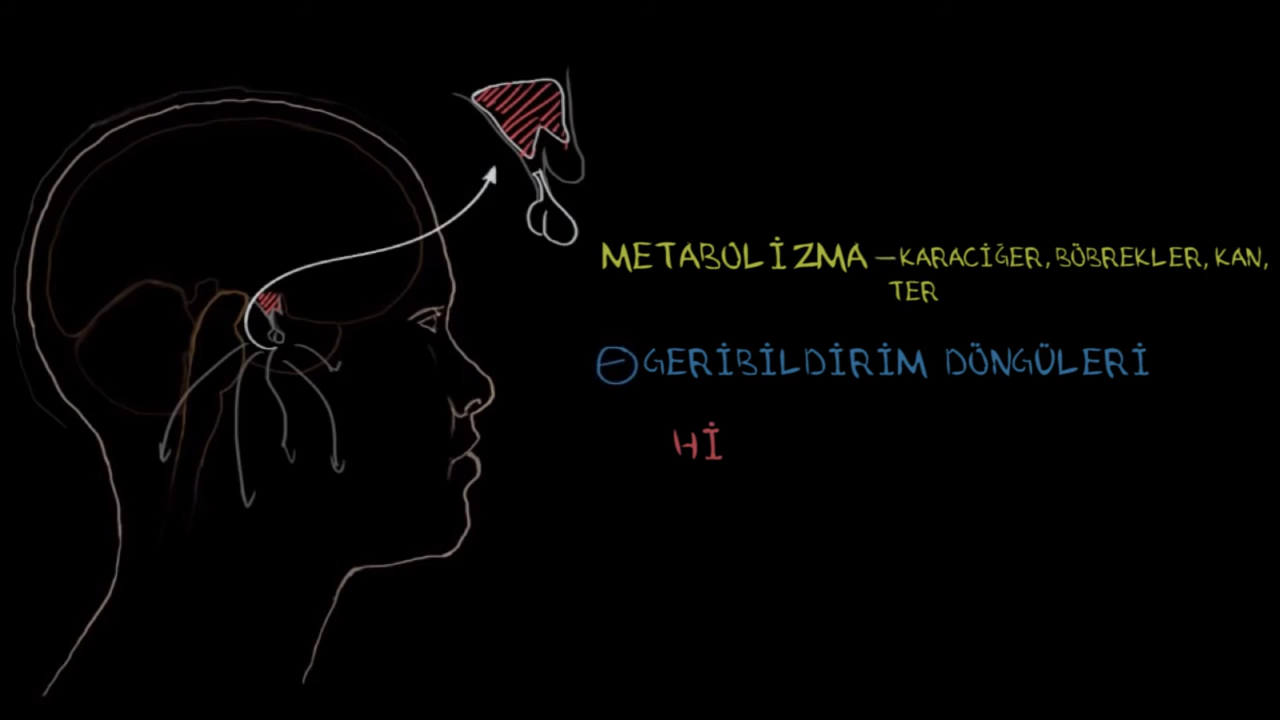 METABOLİZMA – KARACİĞER, BÖBREKLER, KAN,
TER
⊖ GERİBİLDİRİM DÖNGÜLERİ
Hİ